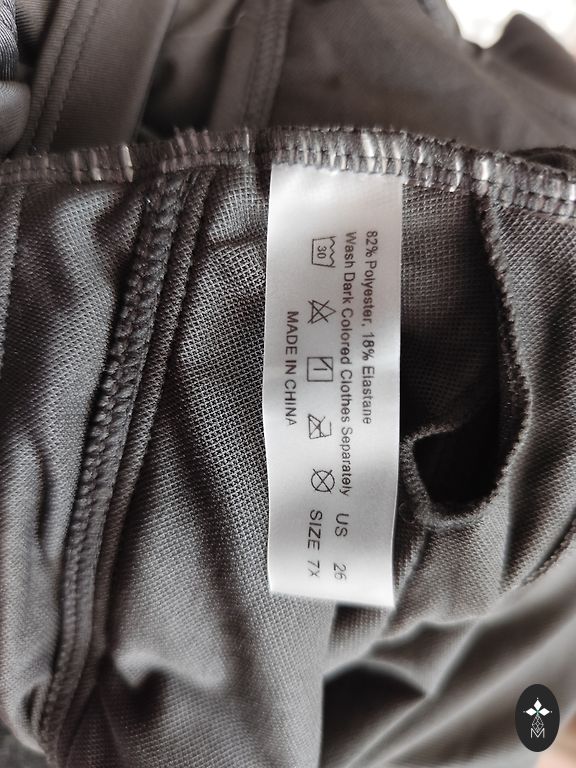 82% Polyester, 18% Elastane
Wash Dark Colored Clothes Separately
30
MADE IN CHINA
US 26
SIZE 7X
M